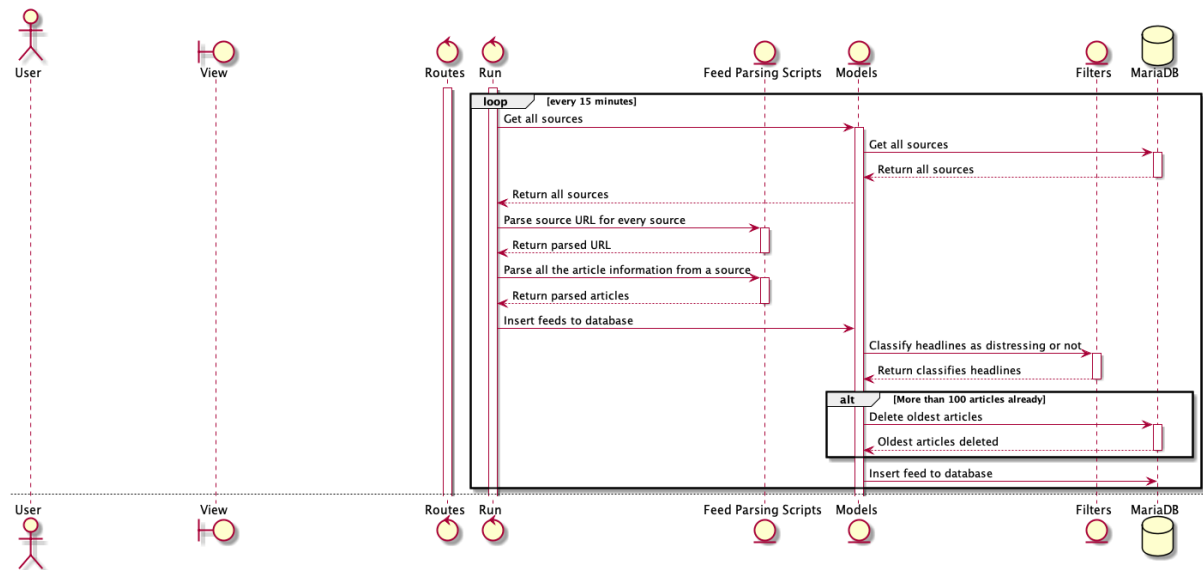 User View Routes Run Feed Parsing Scripts Models Filters MariaDB
loop [every 15 minutes]
Get all sources
Get all sources
Return all sources
Return all sources
Parse source URL for every source
Return parsed URL
Parse all the article information from a source
Return parsed articles
Insert feeds to database
Classify headlines as distressing or not
Return classifies headlines
alt [More than 100 articles already]
Delete oldest articles
Oldest articles deleted
Insert feed to database
User View Routes Run Feed Parsing Scripts Models Filters MariaDB